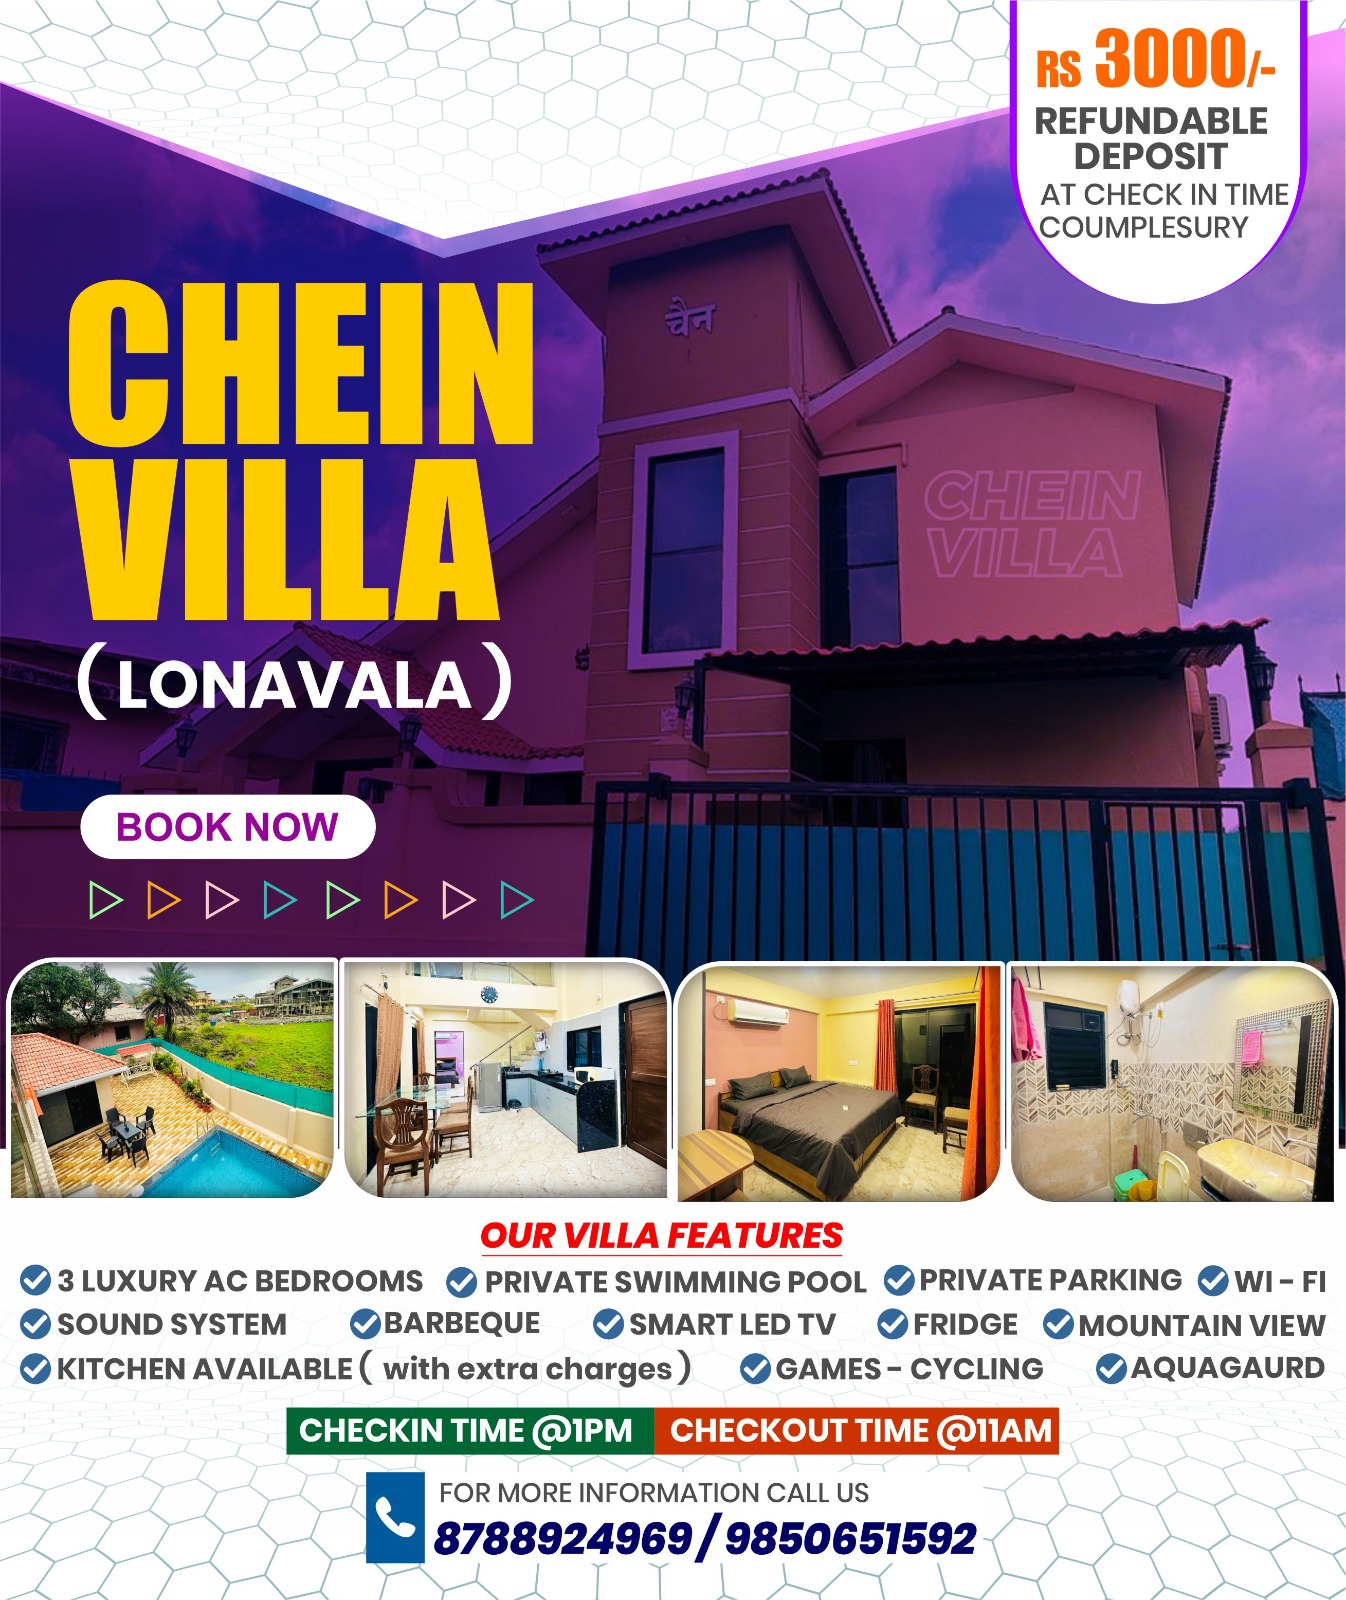 RS 3000/-
REFUNDABLE
DEPOSIT
AT CHECK IN TIME
COUMPLESURY
चैन
CHEIN
VILLA
CHEIN
VILLA
(LONAVALA)
BOOK NOW
OUR VILLA FEATURES
3 LUXURY AC BEDROOMS PRIVATE SWIMMING POOL PRIVATE PARKING WI - FI
SOUND SYSTEM BARBEQUE SMART LED TV FRIDGE MOUNTAIN VIEW
KITCHEN AVAILABLE ( with extra charges ) GAMES - CYCLING AQUAGAURD
CHECKIN TIME @1PM CHECKOUT TIME @11AM
FOR MORE INFORMATION CALL US
8788924969 / 9850651592